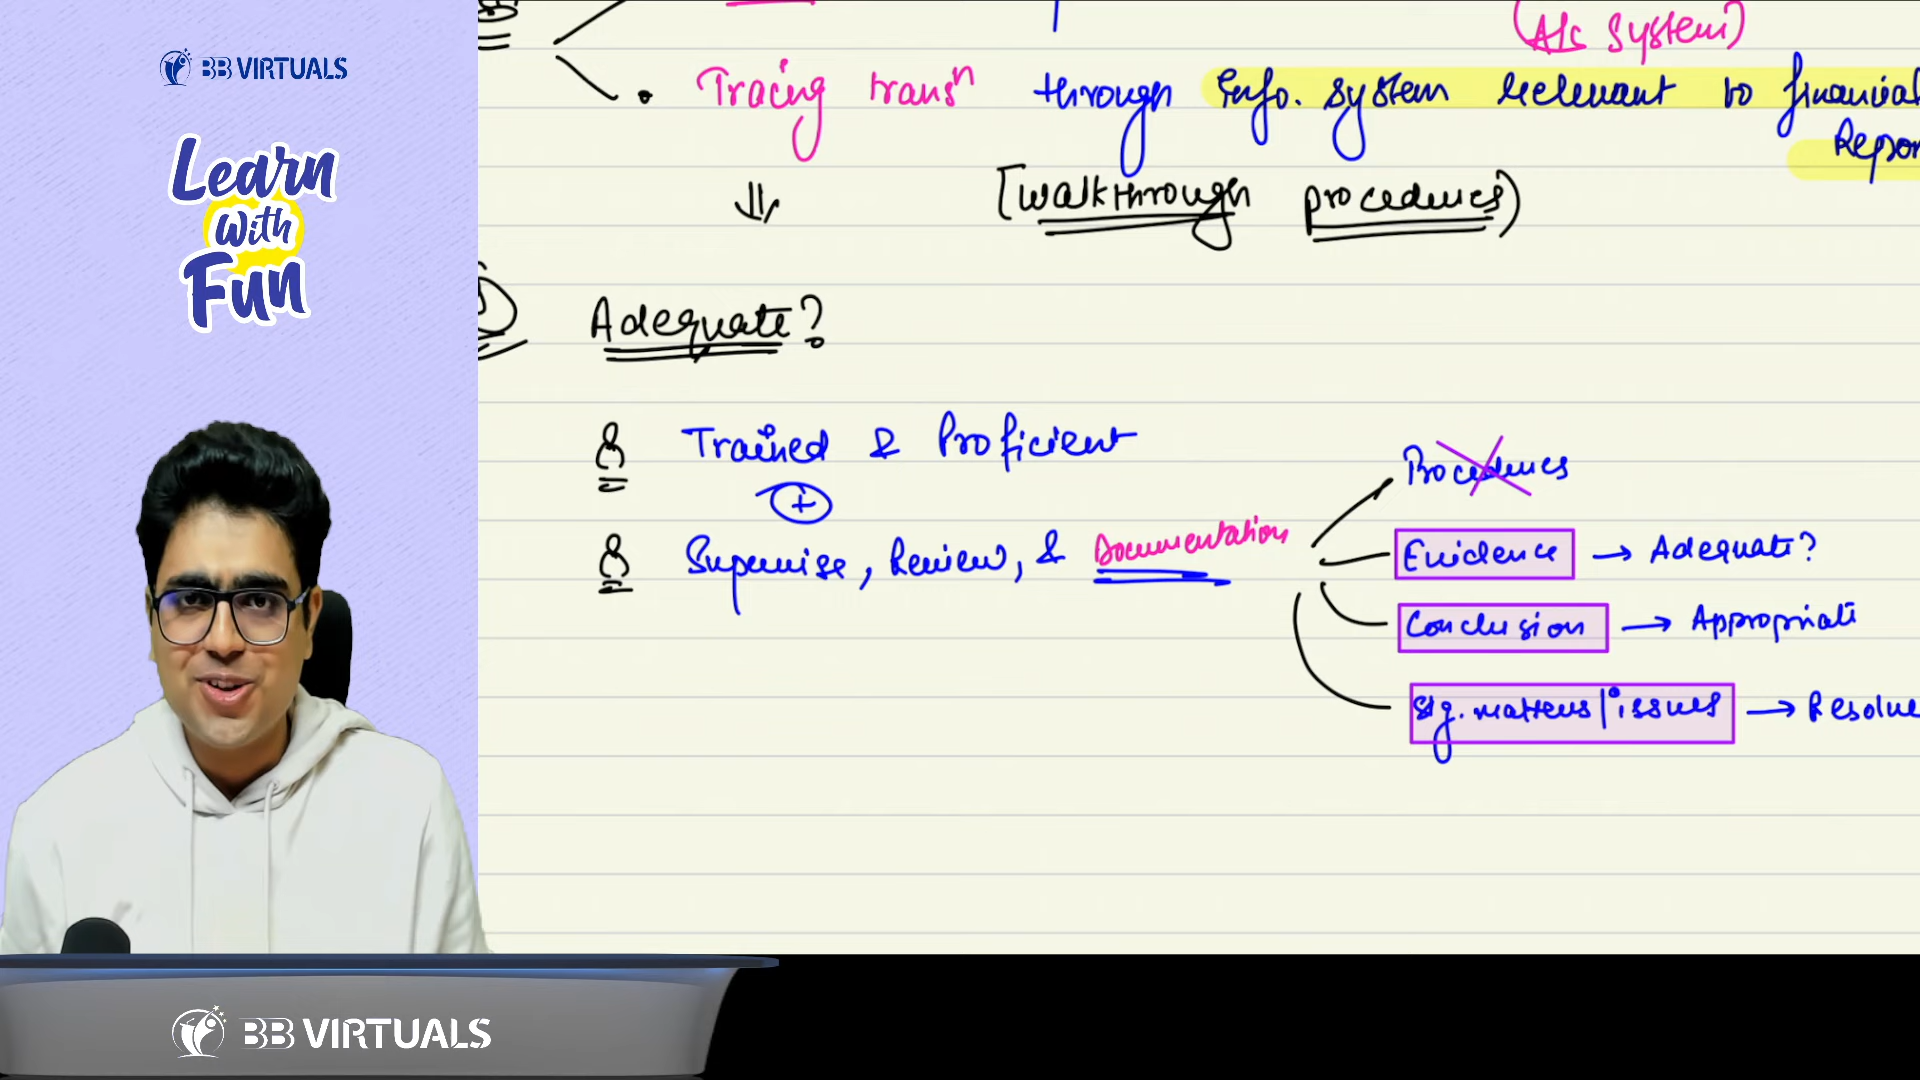 BB VIRTUALS
Learn
With
Fun
(A/c System)
• Tracing transⁿ through Info. system relevant to financial
Repor
[Walkthrough procedures)
Adequate?
Trained & Proficient
+
Supervise, Review, & Documentation
Procedures
Evidence → Adequate?
Conclusion → Appropriate
Sig. matters/issues → Resolve
BB VIRTUALS